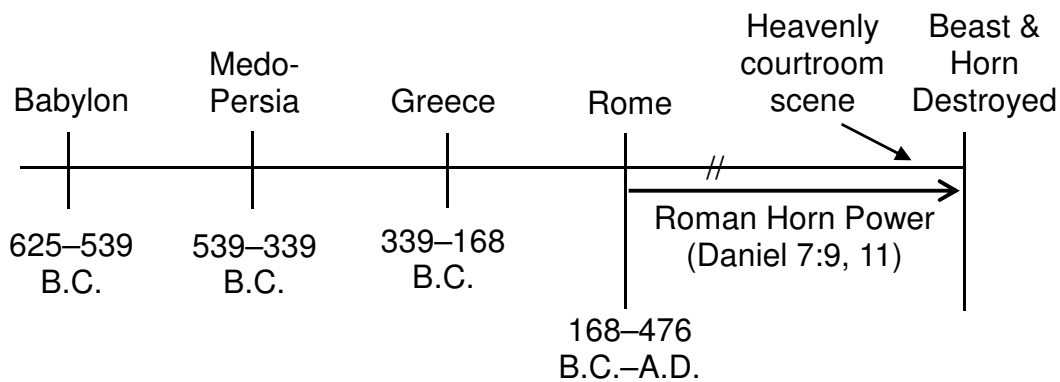 Babylon
Medo-
Persia
Greece
Rome
Heavenly
courtroom
scene
Beast &
Horn
Destroyed
//
Roman Horn Power
(Daniel 7:9, 11)
625–539
B.C.
539–339
B.C.
339–168
B.C.
168–476
B.C.–A.D.